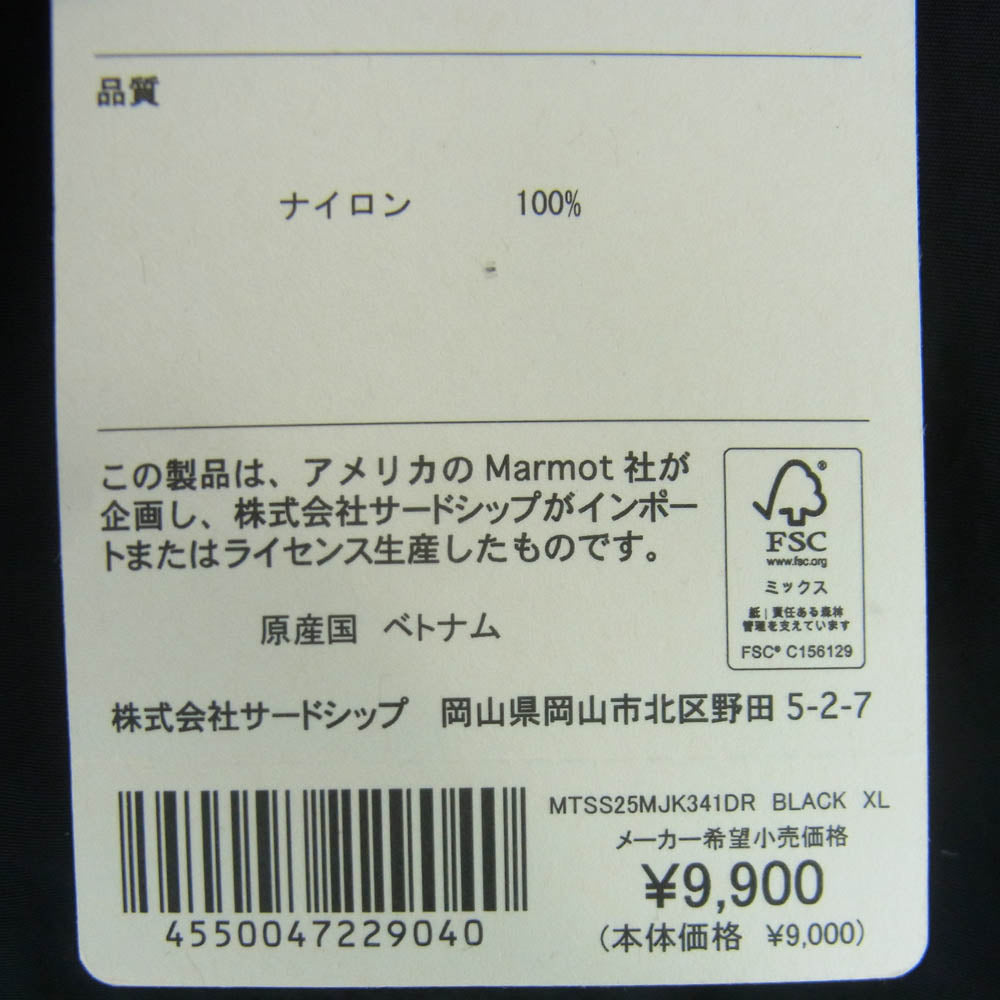 品質
ナイロン 100%
この製品は、アメリカの Marmot 社が
企画し、株式会社サードシップがインポー
トまたはライセンス生産したものです。
FSC®
www.fsc.org
ミックス
紙 | 責任ある森林
管理を支えています
FSC® C156129
原産国 ベトナム
株式会社サードシップ 岡山県岡山市北区野田 5-2-7
MTSS25MJK341DR BLACK XL
メーカー希望小売価格
¥9,900
(本体価格 ¥9,000)
4550047229040